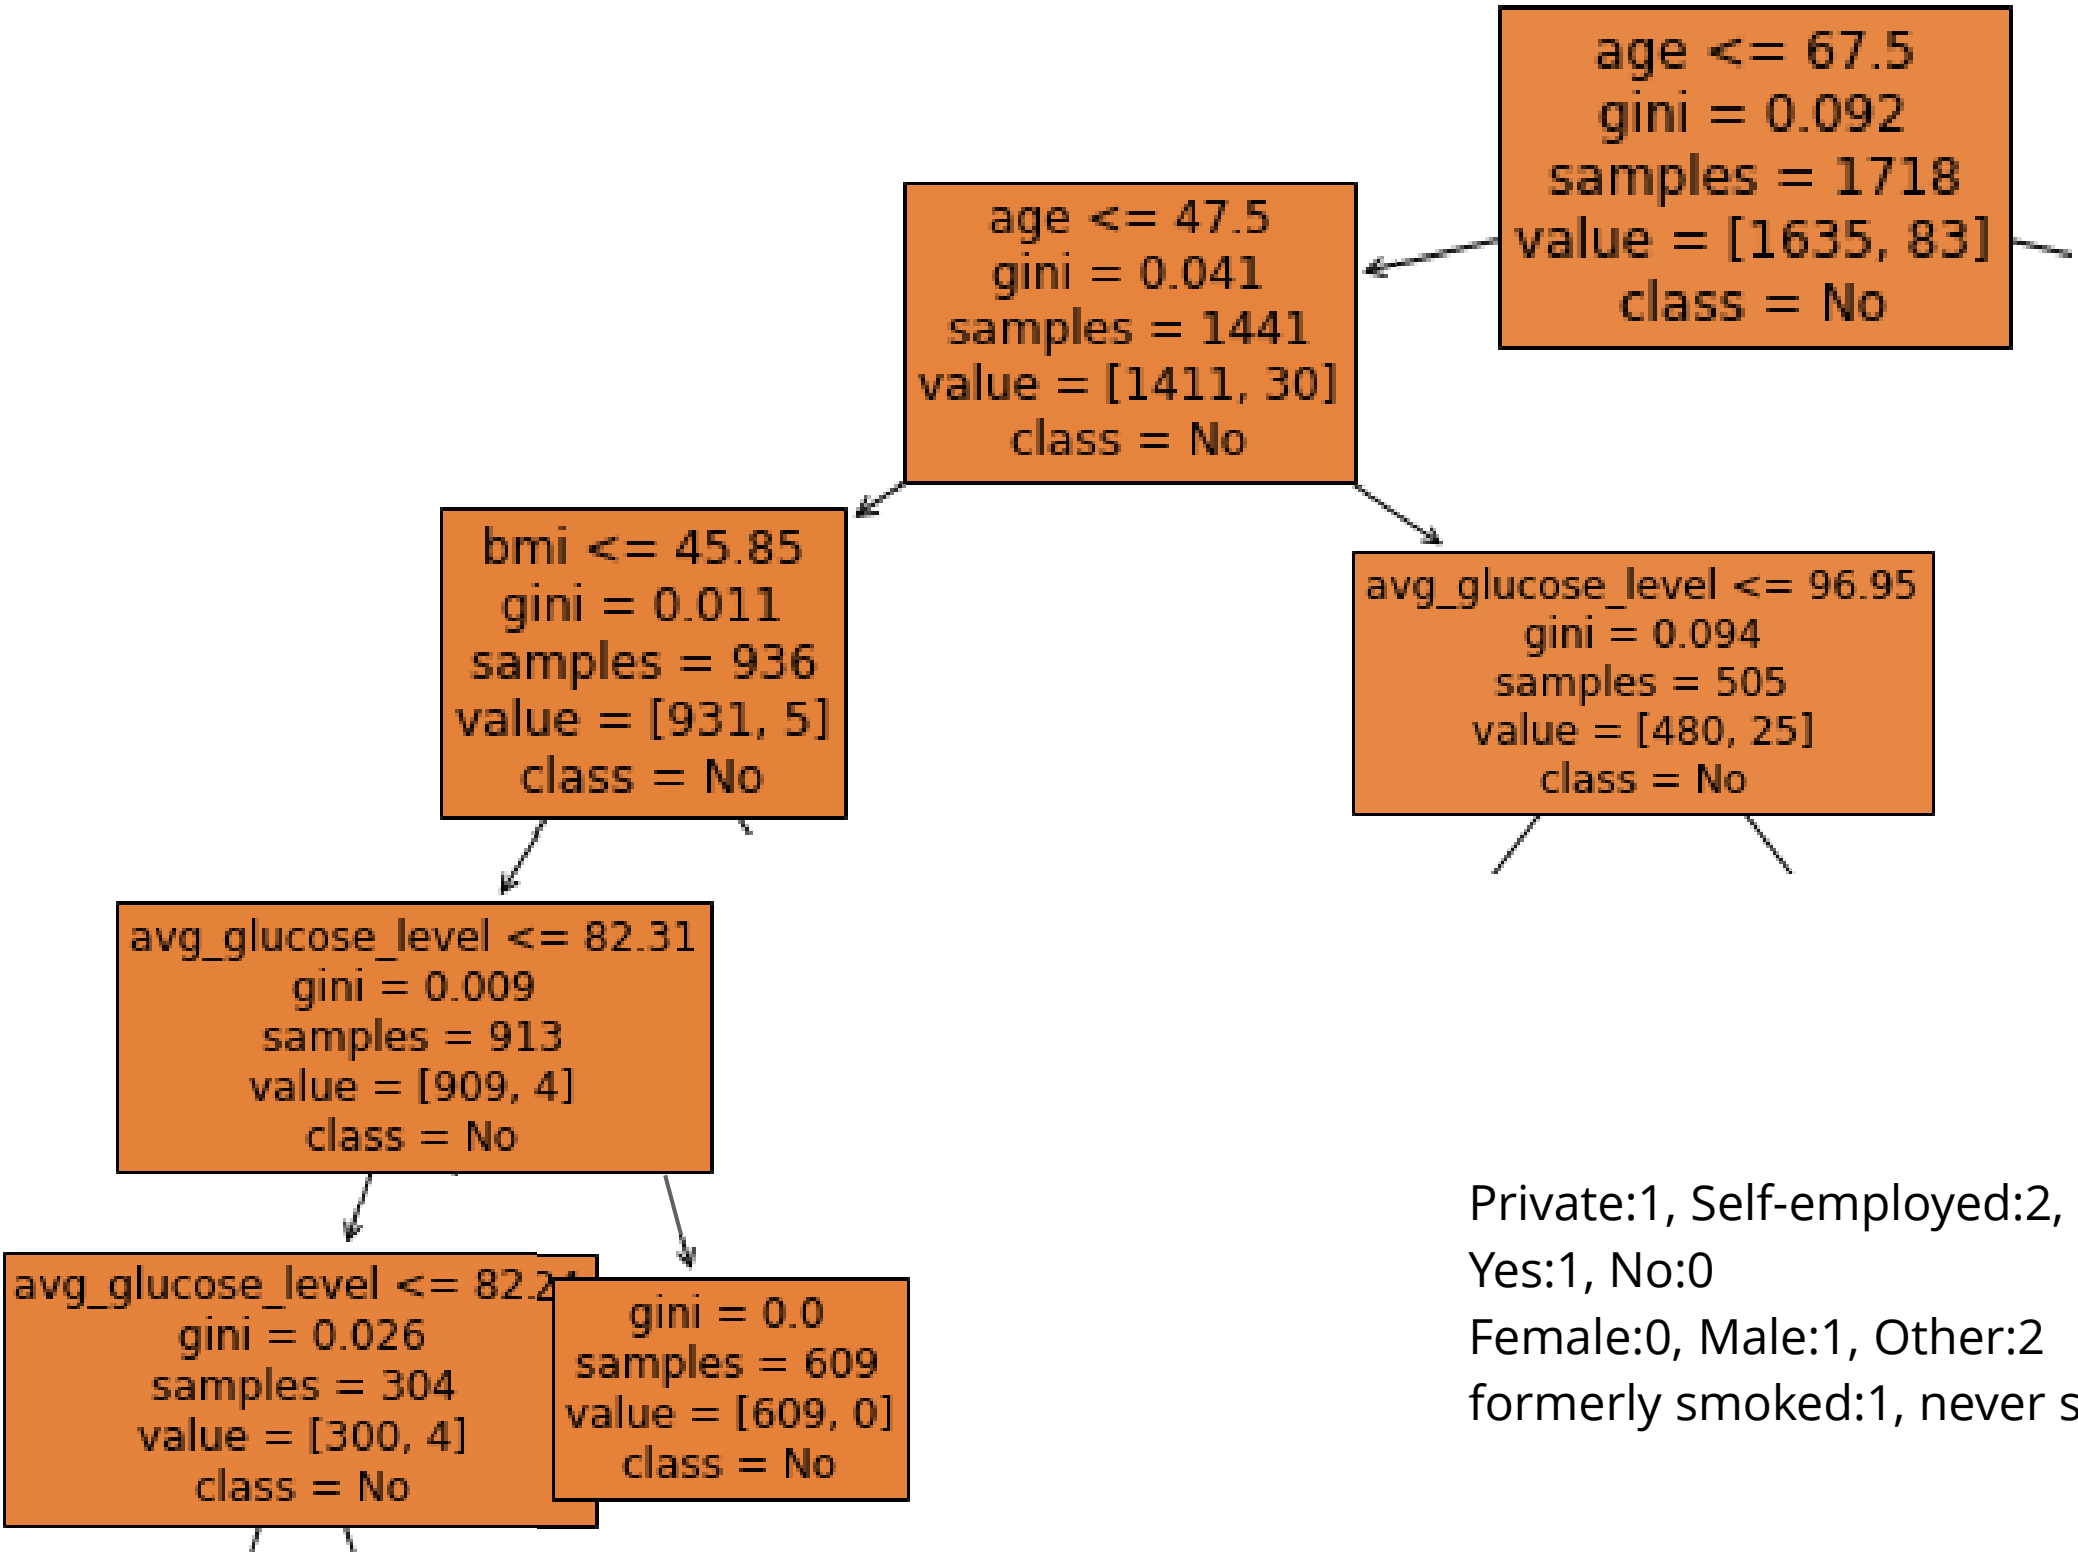 age <= 67.5
gini = 0.092
samples = 1718
value = [1635, 83]
class = No
age <= 47.5
gini = 0.041
samples = 1441
value = [1411, 30]
class = No
bmi <= 45.85
gini = 0.011
samples = 936
value = [931, 5]
class = No
avg_glucose_level <= 96.95
gini = 0.094
samples = 505
value = [480, 25]
class = No
avg_glucose_level <= 82.31
gini = 0.009
samples = 913
value = [909, 4]
class = No
avg_glucose_level <= 82.24
gini = 0.026
samples = 304
value = [300, 4]
class = No
gini = 0.0
samples = 609
value = [609, 0]
class = No
Private:1, Self-employed:2,
Yes:1, No:0
Female:0, Male:1, Other:2
formerly smoked:1, never s